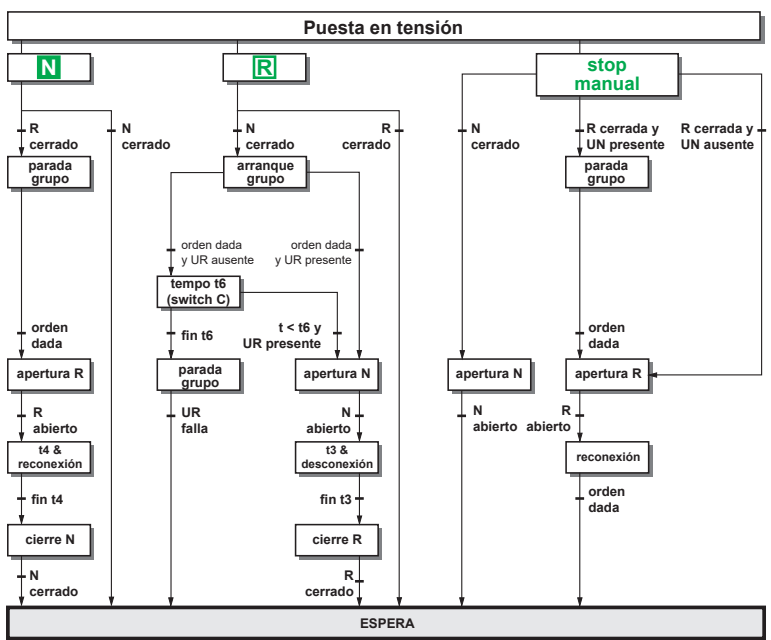 Puesta en tensión
N
R
stop
manual
R
cerrado
N
cerrado
N
cerrado
R
cerrado
N
cerrado
R cerrada y
UN presente
R cerrada y
UN ausente
parada
grupo
arranque
grupo
parada
grupo
orden dada
y UR ausente
orden dada
y UR presente
tempo t6
(switch C)
orden
dada
fin t6
t < t6 y
UR presente
orden
dada
apertura R
parada
grupo
apertura N
apertura N
apertura R
R
abierto
UR
falla
N
abierto
N
abierto
R
abierto
t4 &
reconexión
t3 &
desconexión
reconexión
fin t4
fin t3
orden
dada
cierre N
cierre R
N
cerrado
R
cerrado
ESPERA